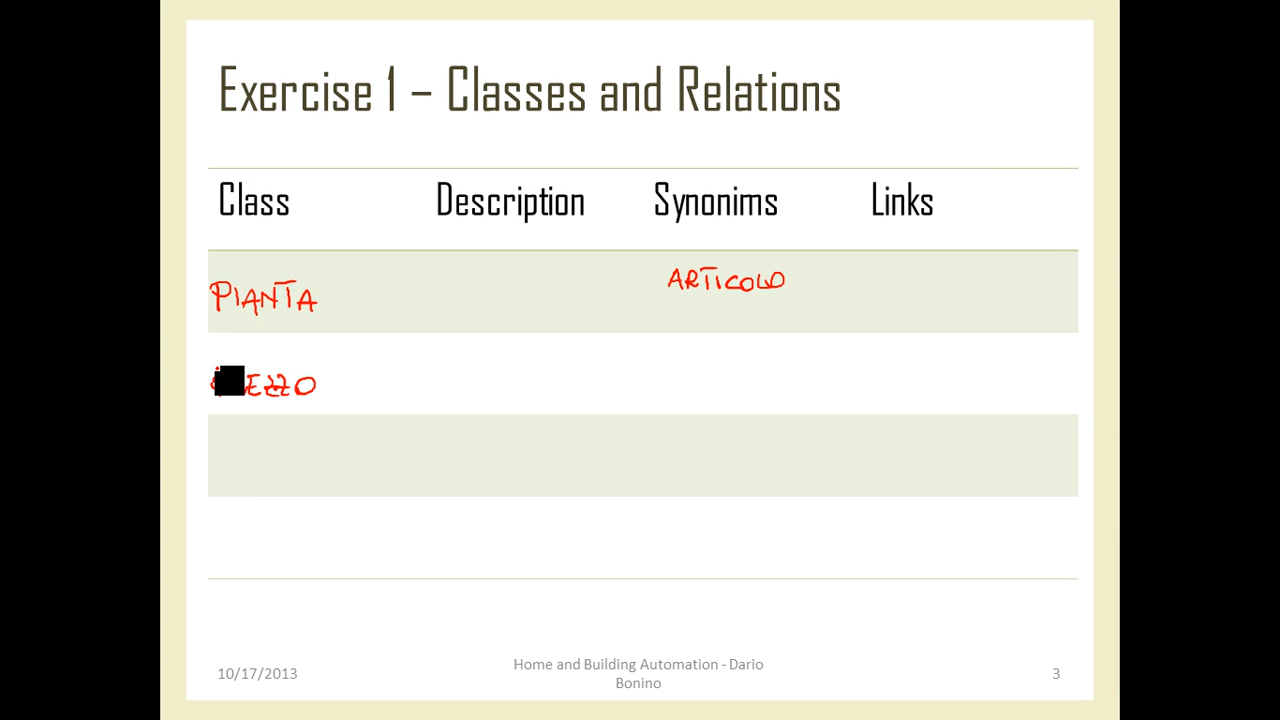 Exercise 1 – Classes and Relations
Class Description Synonims Links
PIANTA ARTICOLO
10/17/2013 Home and Building Automation - Dario Bonino 3